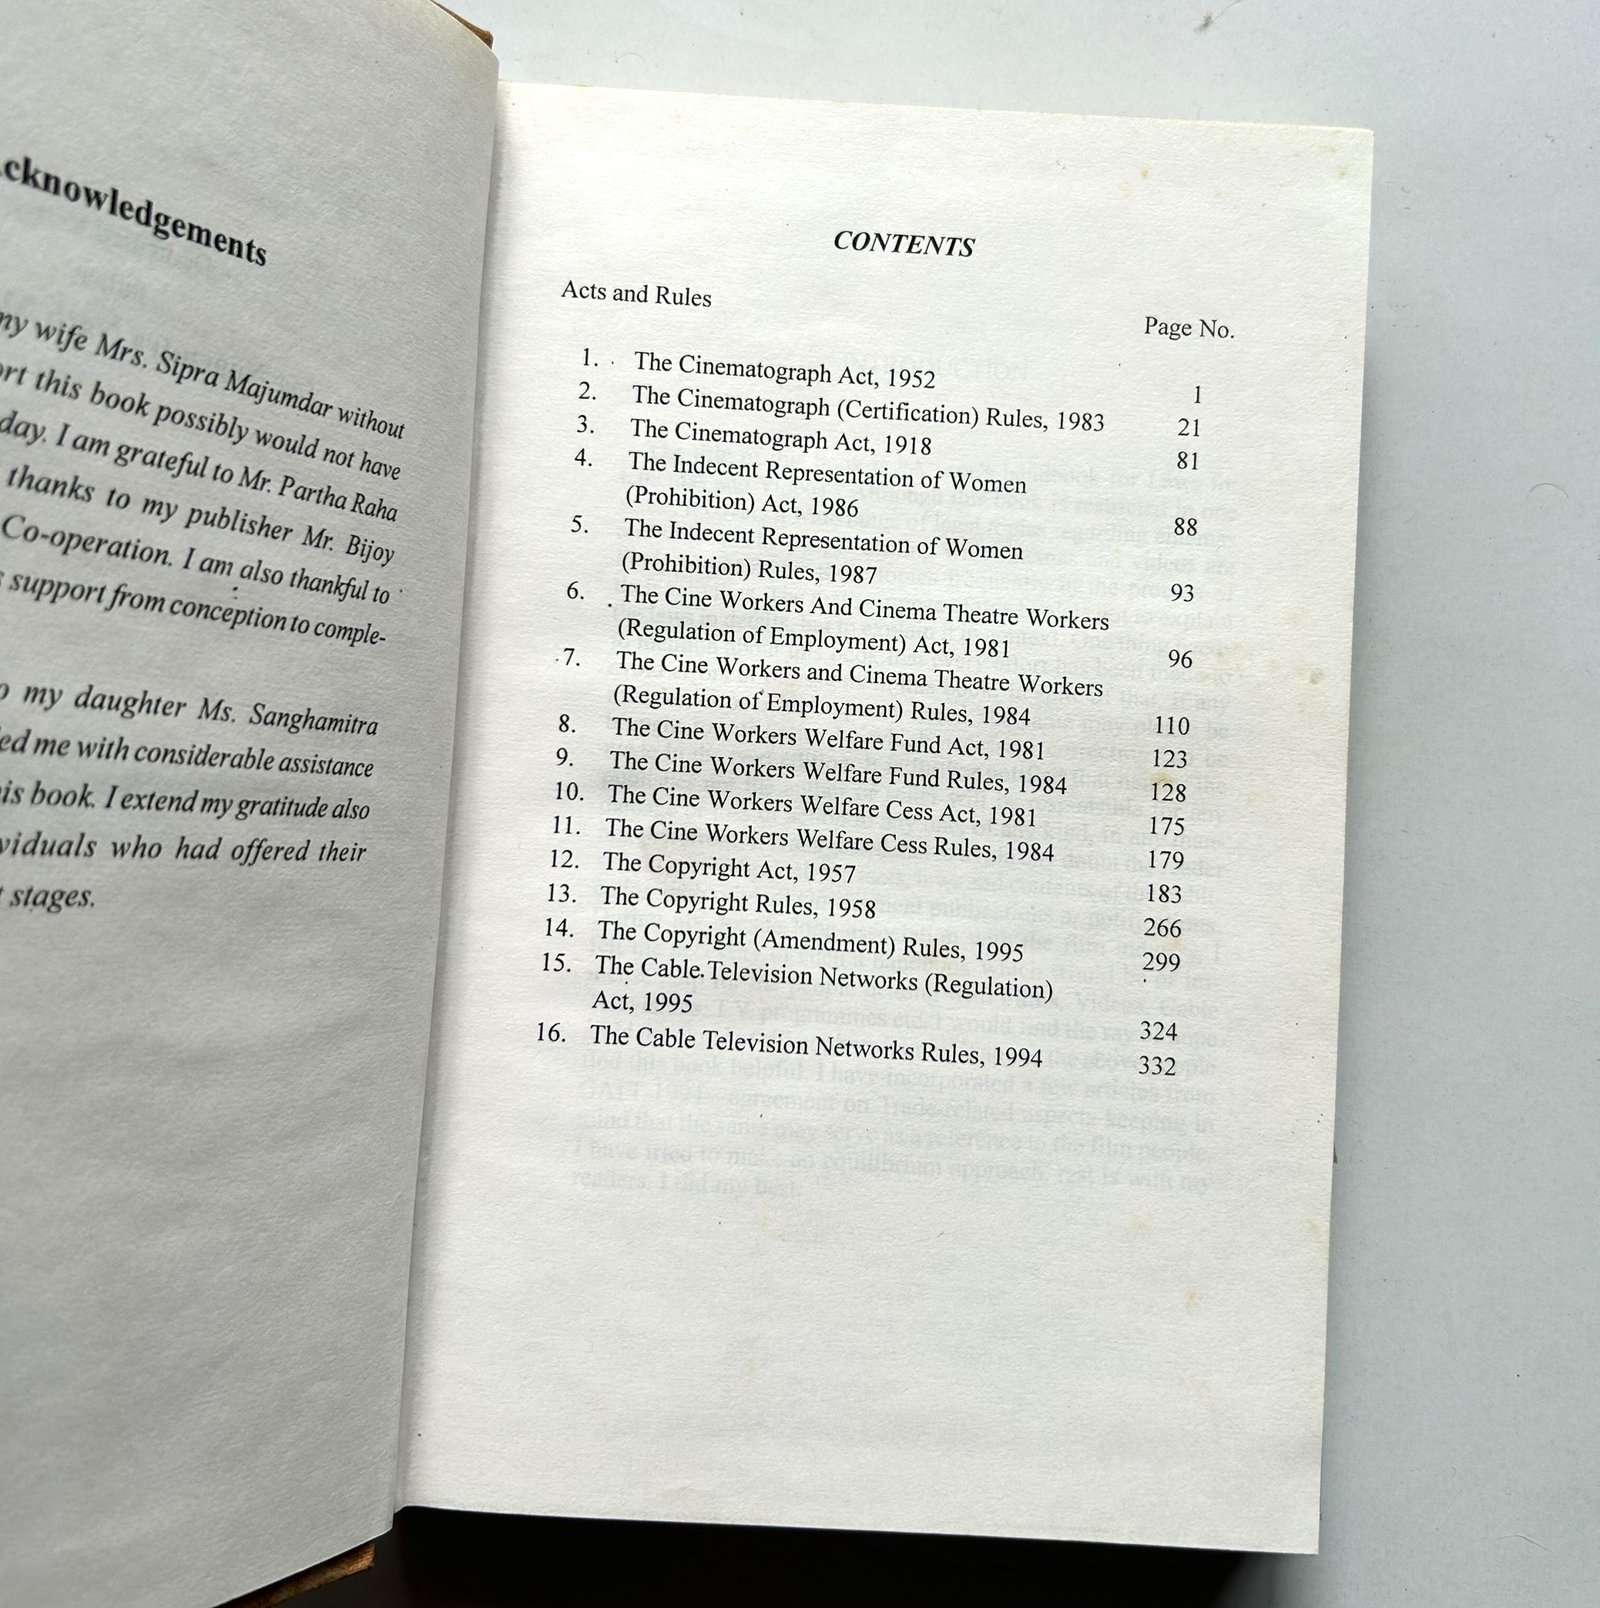 cknowledgements
my wife Mrs. Sipra Majumdar without
ort this book possibly would not have
day. I am grateful to Mr. Partha Raha
thanks to my publisher Mr. Bijoy
Co-operation. I am also thankful to
support from conception to comple-
my daughter Ms. Sanghamitra
ed me with considerable assistance
is book. I extend my gratitude also
viduals who had offered their
stages.
CONTENTS
Acts and Rules
Page No.
1. The Cinematograph Act, 1952 1
2. The Cinematograph (Certification) Rules, 1983 21
3. The Cinematograph Act, 1918 81
4. The Indecent Representation of Women
(Prohibition) Act, 1986 88
5. The Indecent Representation of Women
(Prohibition) Rules, 1987 93
6. The Cine Workers And Cinema Theatre Workers
(Regulation of Employment) Act, 1981 96
7. The Cine Workers and Cinema Theatre Workers
(Regulation of Employment) Rules, 1984 110
8. The Cine Workers Welfare Fund Act, 1981 123
9. The Cine Workers Welfare Fund Rules, 1984 128
10. The Cine Workers Welfare Cess Act, 1981 175
11. The Cine Workers Welfare Cess Rules, 1984 179
12. The Copyright Act, 1957 183
13. The Copyright Rules, 1958 266
14. The Copyright (Amendment) Rules, 1995 299
15. The Cable Television Networks (Regulation)
Act, 1995 324
16. The Cable Television Networks Rules, 1994 332